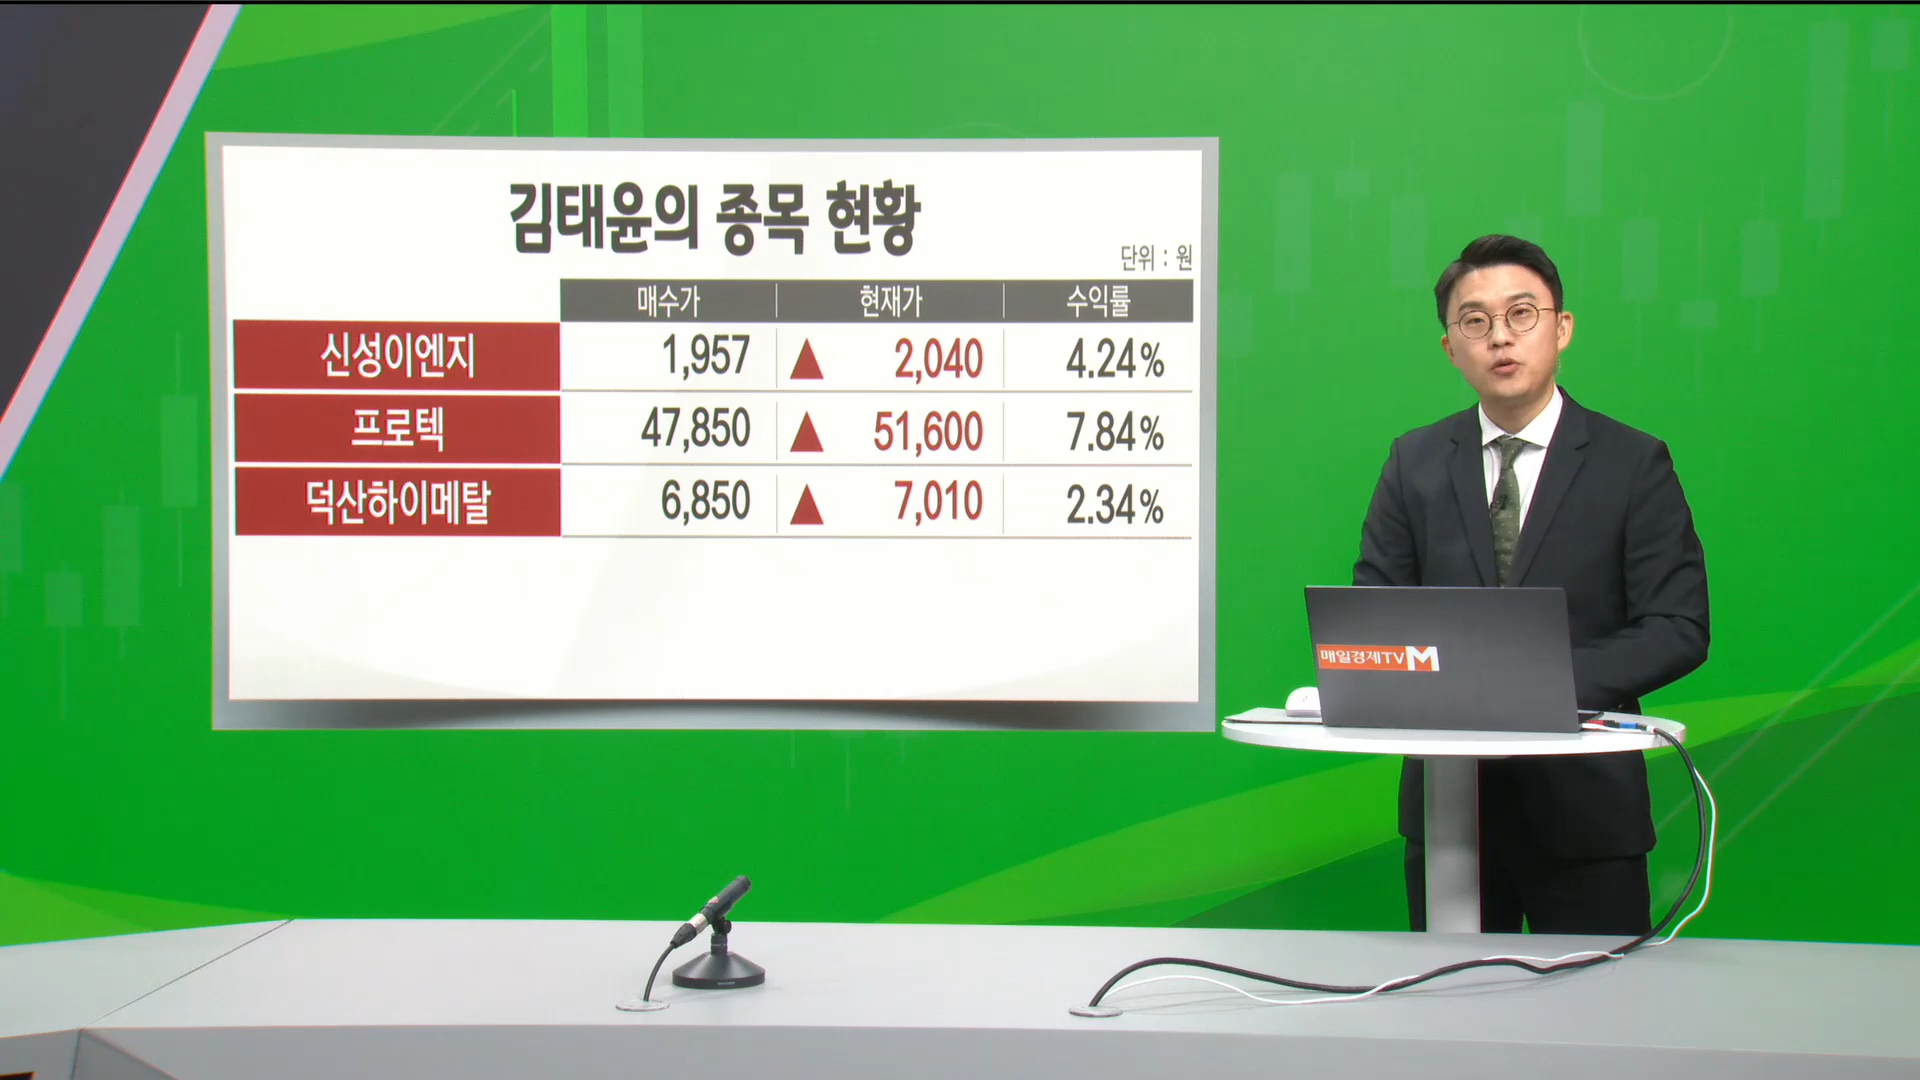 김태윤의 종목 현황
단위 : 원
매수가 현재가 수익률
신성이엔지 1,957 ▲ 2,040 4.24%
프로텍 47,850 ▲ 51,600 7.84%
덕산하이메탈 6,850 ▲ 7,010 2.34%
매일경제TV M